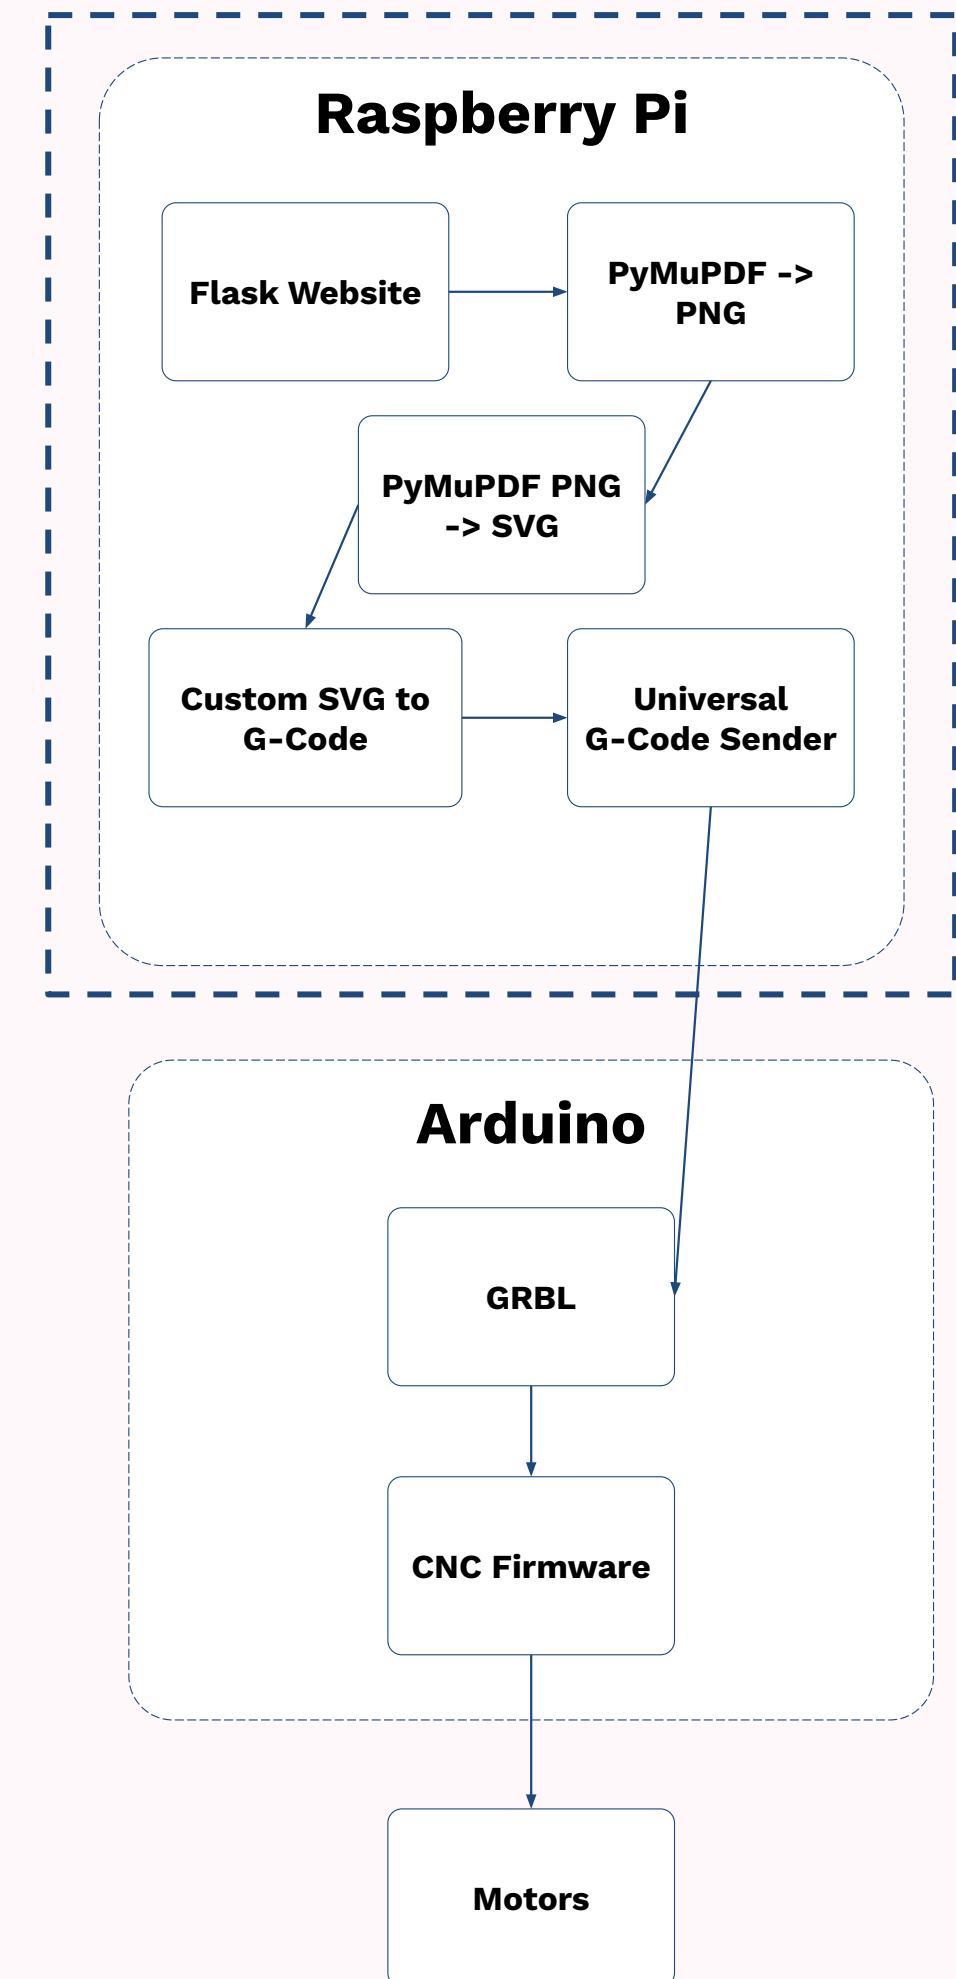 Raspberry Pi
Flask Website
PyMuPDF ->
PNG
PyMuPDF PNG
-> SVG
Custom SVG to
G-Code
Universal
G-Code Sender
Arduino
GRBL
CNC Firmware
Motors